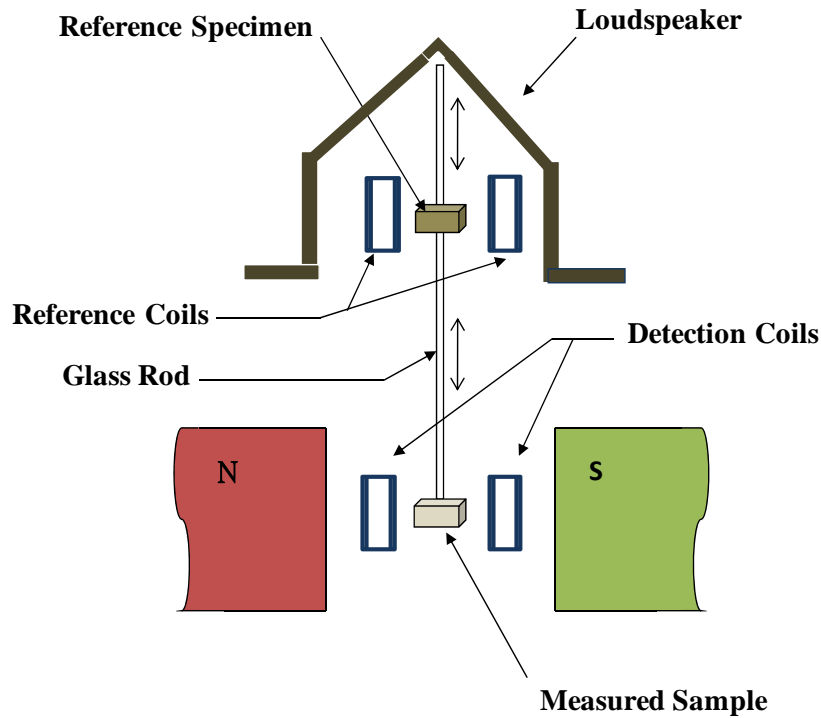 Reference Specimen
Loudspeaker
Reference Coils
Detection Coils
Glass Rod
N
S
Measured Sample